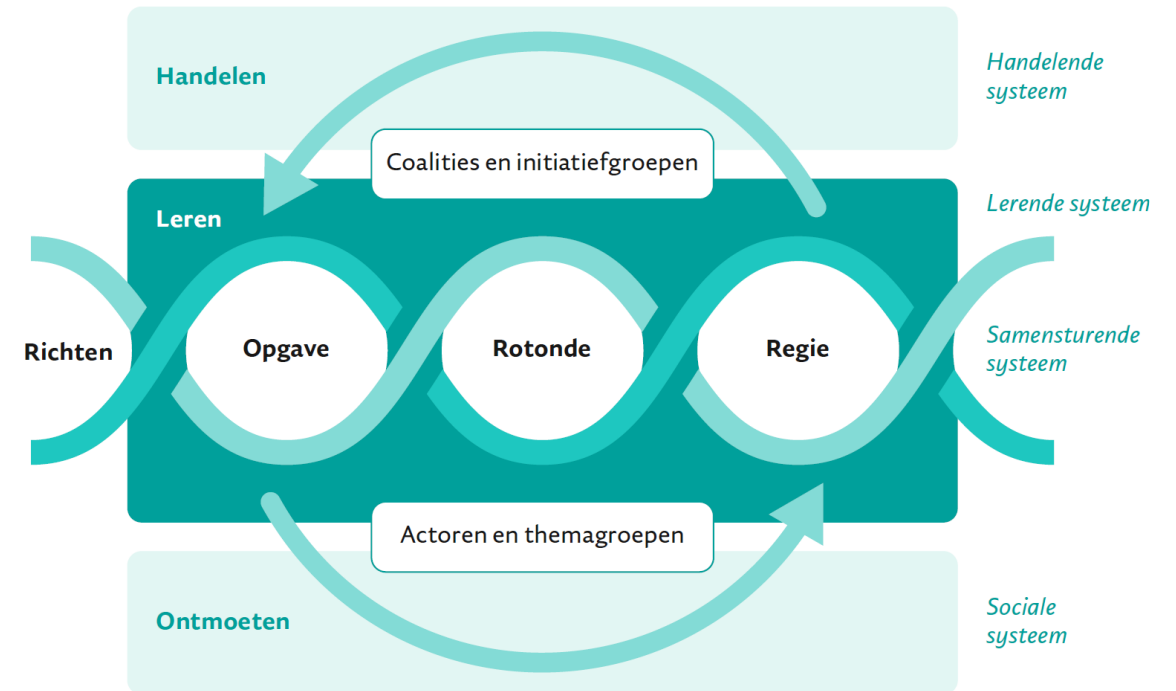 Handelen
Handelende
systeem
Coalities en initiatiefgroepen
Leren
Lerende systeem
Richten
Opgave
Rotonde
Regie
Samensturende
systeem
Actoren en themagroepen
Ontmoeten
Sociale
systeem